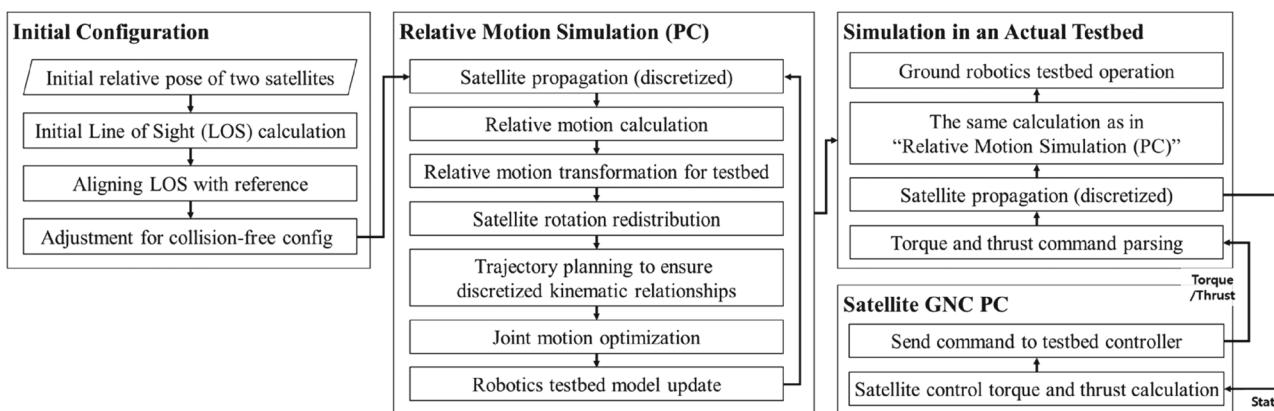 Initial Configuration
Initial relative pose of two satellites
Initial Line of Sight (LOS) calculation
Aligning LOS with reference
Adjustment for collision-free config
Relative Motion Simulation (PC)
Satellite propagation (discretized)
Relative motion calculation
Relative motion transformation for testbed
Satellite rotation redistribution
Trajectory planning to ensure
discretized kinematic relationships
Joint motion optimization
Robotics testbed model update
Simulation in an Actual Testbed
Ground robotics testbed operation
The same calculation as in
“Relative Motion Simulation (PC)”
Satellite propagation (discretized)
Torque and thrust command parsing
Torque
/Thrust
Satellite GNC PC
Send command to testbed controller
Satellite control torque and thrust calculation
Stat